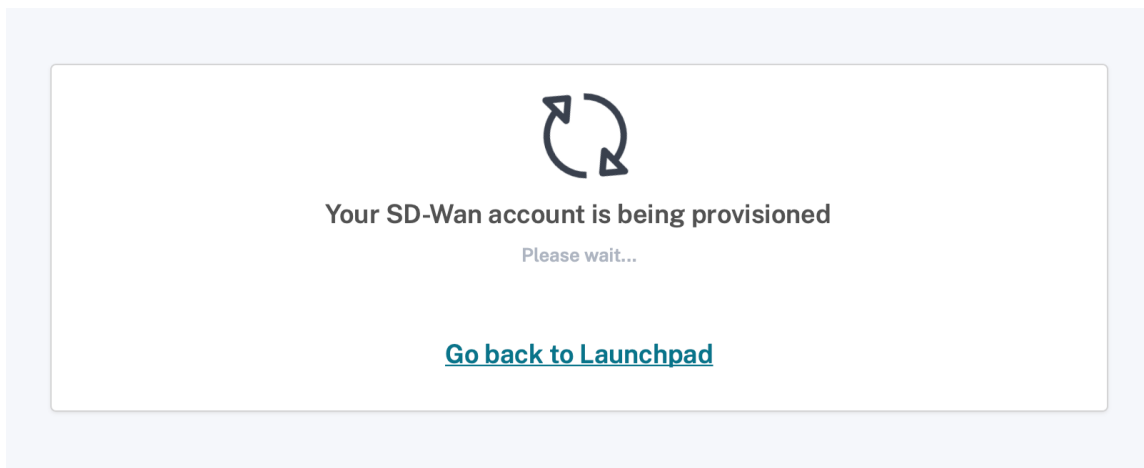 Your SD-Wan account is being provisioned
Please wait...
Go back to Launchpad